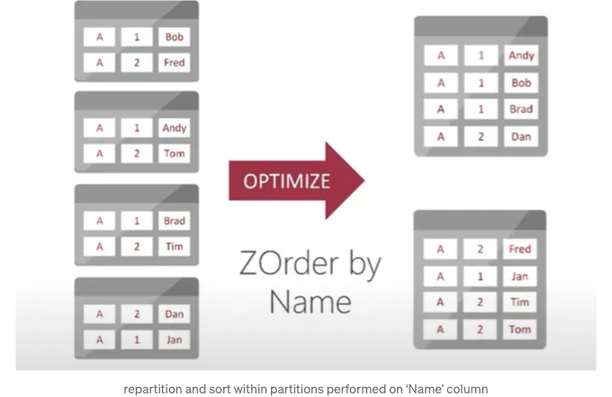 A 1 Bob
A 2 Fred
A 1 Andy
A 2 Tom
A 1 Brad
A 2 Tim
A 2 Dan
A 1 Jan
OPTIMIZE
ZOrder by
Name
A 1 Andy
A 1 Bob
A 1 Brad
A 2 Dan
A 2 Fred
A 1 Jan
A 2 Tim
A 2 Tom
repartition and sort within partitions performed on ‘Name’ column